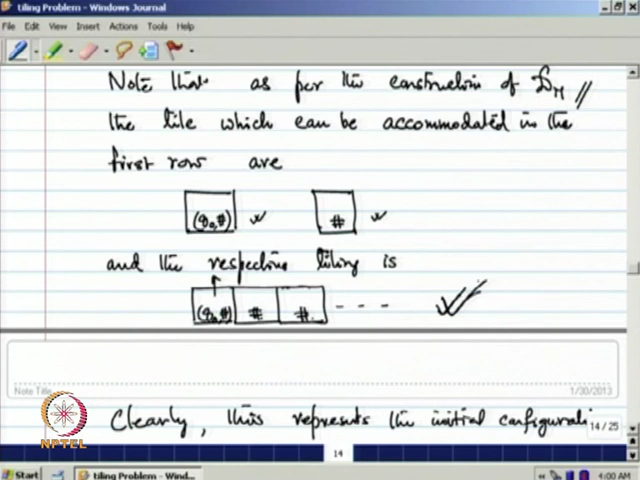 tiling Problem - Windows Journal
File Edit View Insert Actions Tools Help
Note that as per the construction of 𝒟M
the tile which can be accommodated in the
first row are
(q0,#) #
and the respective tiling is
(q0,#) # # - - -
Note Title 1/30/2013
Clearly, this represents the initial configurati
14/25
NPTEL
14
Start tiling Problem - Wind... 4:00 AM